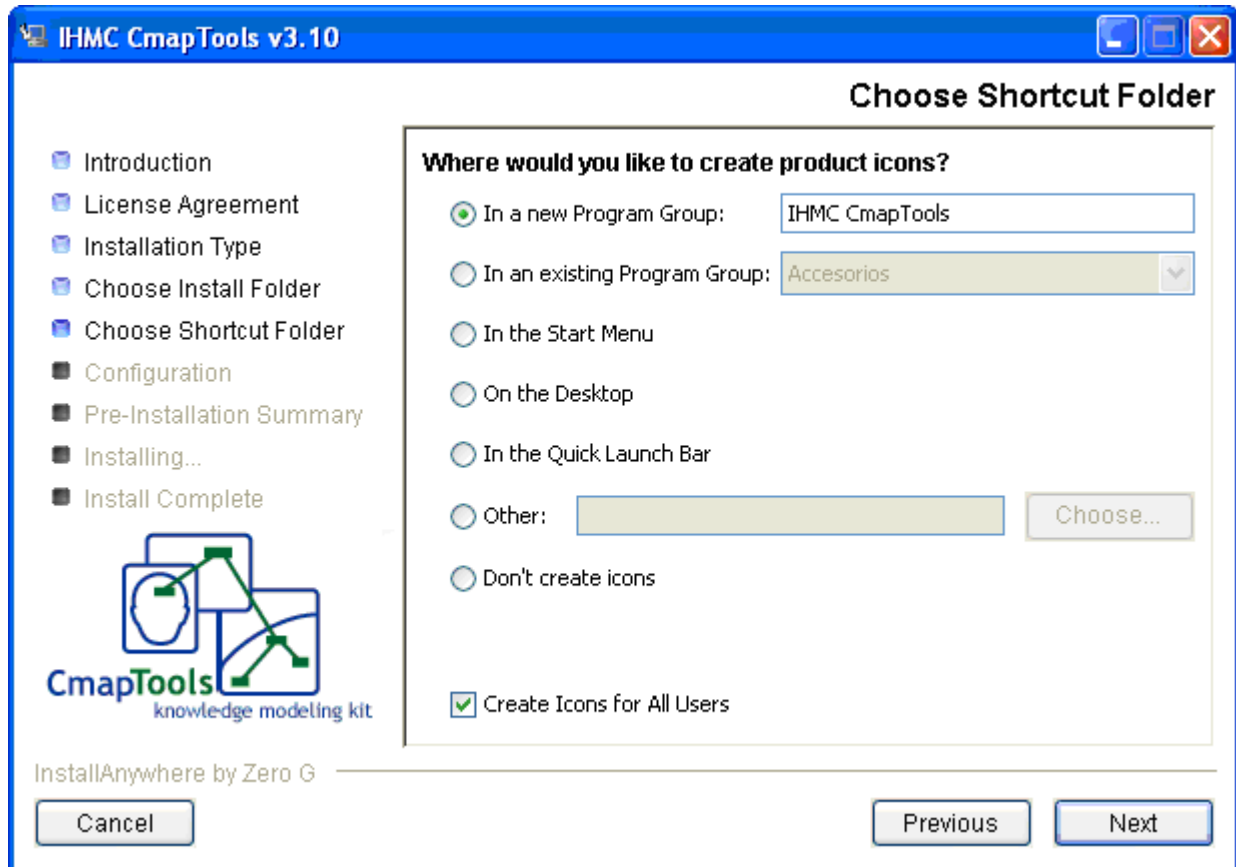 IHMC CmapTools v3.10
Choose Shortcut Folder
Introduction
License Agreement
Installation Type
Choose Install Folder
Choose Shortcut Folder
Configuration
Pre-Installation Summary
Installing...
Install Complete
CmapTools
knowledge modeling kit
Where would you like to create product icons?
In a new Program Group: IHMC CmapTools
In an existing Program Group: Accesorios
In the Start Menu
On the Desktop
In the Quick Launch Bar
Other: Choose...
Don't create icons
Create Icons for All Users
InstallAnywhere by Zero G
Cancel Previous Next